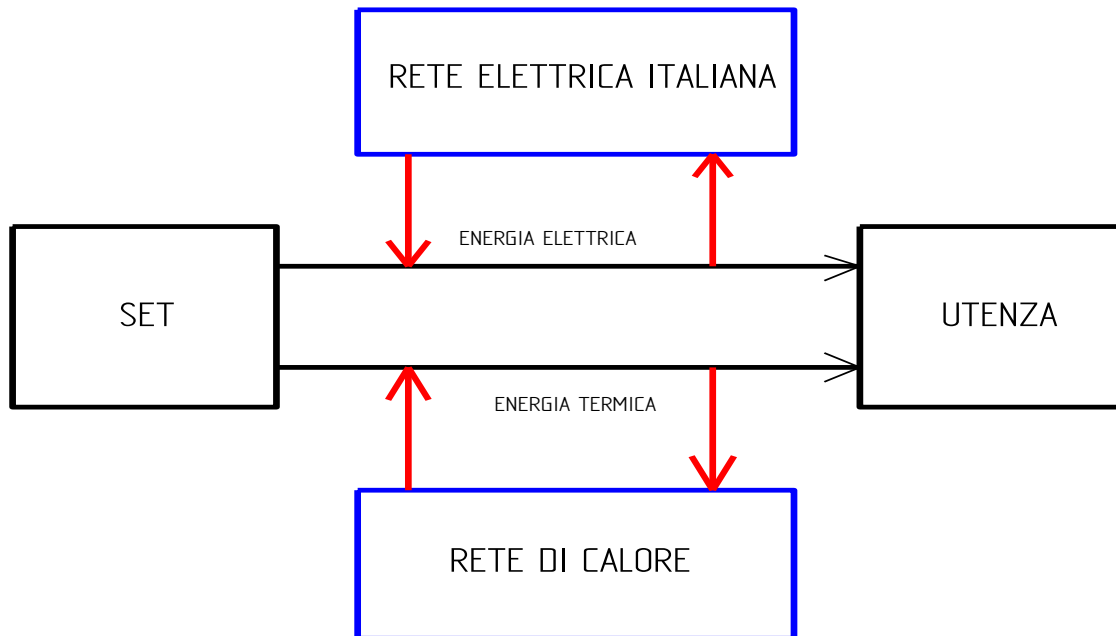 RETE ELETTRICA ITALIANA
ENERGIA ELETTRICA
SET
UTENZA
ENERGIA TERMICA
RETE DI CALORE